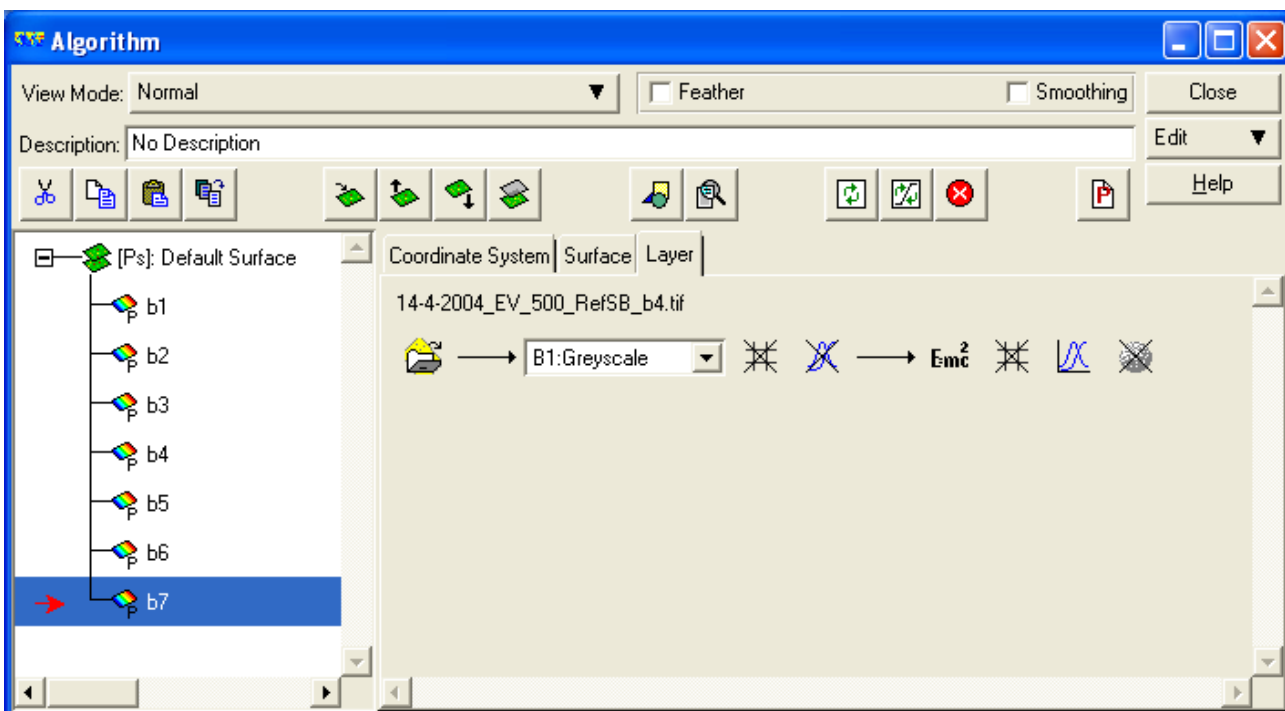 Algorithm
View Mode: Normal
Feather
Smoothing
Close
Description: No Description
Edit
Help
[Ps]: Default Surface
b1
b2
b3
b4
b5
b6
b7
Coordinate System Surface Layer
14-4-2004_EV_500_RefSB_b4.tif
B1:Greyscale
E=mc²
P
P
P
P
P
P
P
P